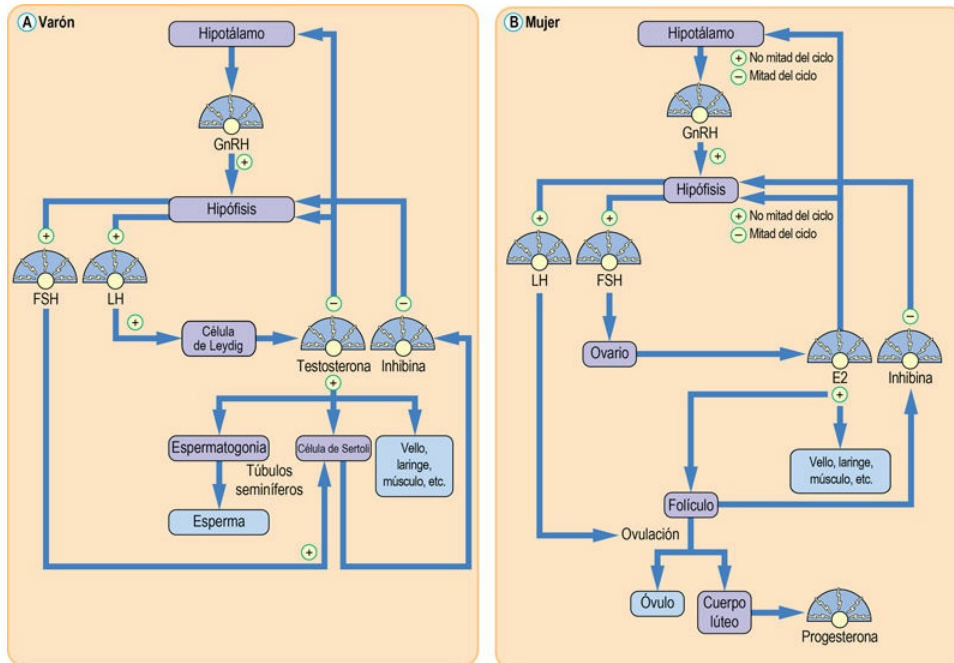 A Varón
Hipotálamo
GnRH
+
Hipófisis
+
+
FSH
LH
+
Célula
de Leydig
−
−
Testosterona
Inhibina
+
Espermatogonia
Célula de Sertoli
Vello,
laringe,
músculo, etc.
Túbulos
seminíferos
Esperma
+
B Mujer
Hipotálamo
+ No mitad del ciclo
− Mitad del ciclo
GnRH
+
Hipófisis
+
+
+ No mitad del ciclo
− Mitad del ciclo
LH
FSH
−
Ovario
E2
Inhibina
+
Vello, laringe,
músculo, etc.
Folículo
Ovulación
Óvulo
Cuerpo
lúteo
Progesterona